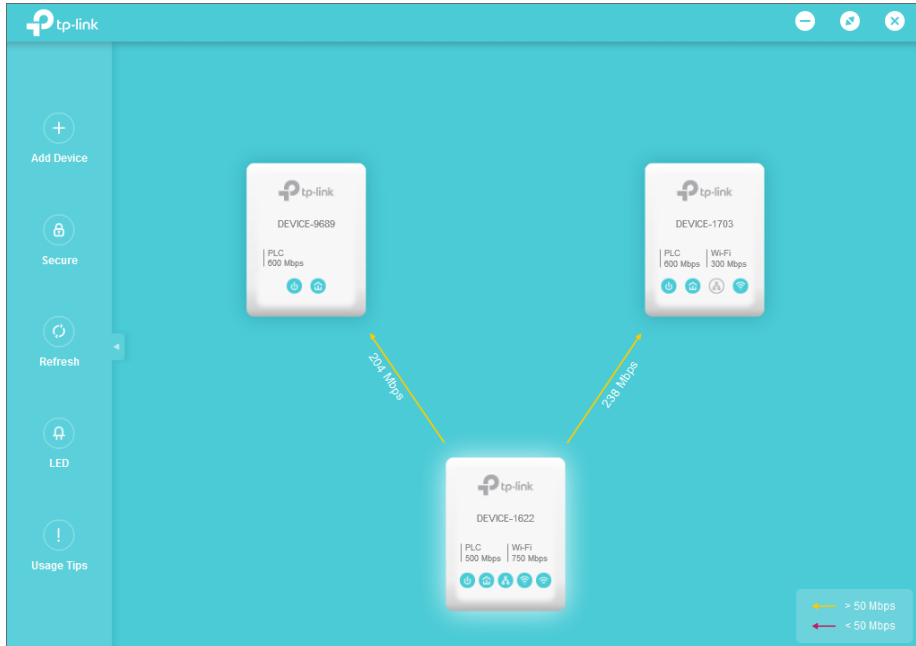 tp-link
Add Device
Secure
Refresh
LED
Usage Tips
tp-link
DEVICE-9689
PLC
600 Mbps
tp-link
DEVICE-1703
PLC Wi-Fi
600 Mbps 300 Mbps
204 Mbps
238 Mbps
tp-link
DEVICE-1622
PLC Wi-Fi
500 Mbps 750 Mbps
> 50 Mbps
< 50 Mbps